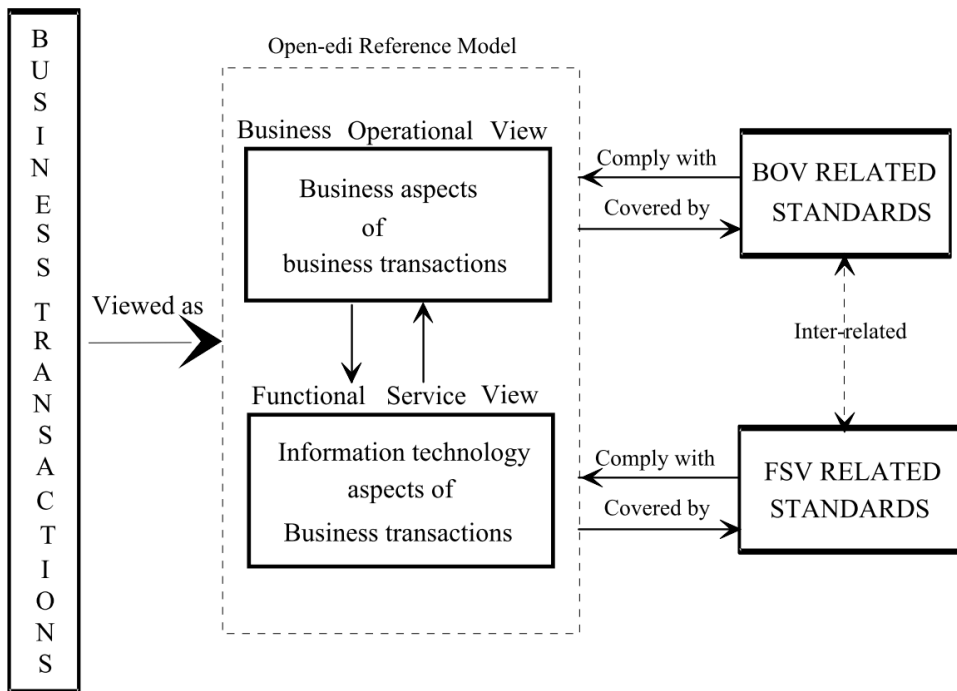 BUSINESS TRANSACTIONS
Open-edi Reference Model
Business Operational View
Business aspects
of
business transactions
Viewed as
Functional Service View
Information technology
aspects of
Business transactions
Comply with
Covered by
BOV RELATED
STANDARDS
Inter-related
Comply with
Covered by
FSV RELATED
STANDARDS